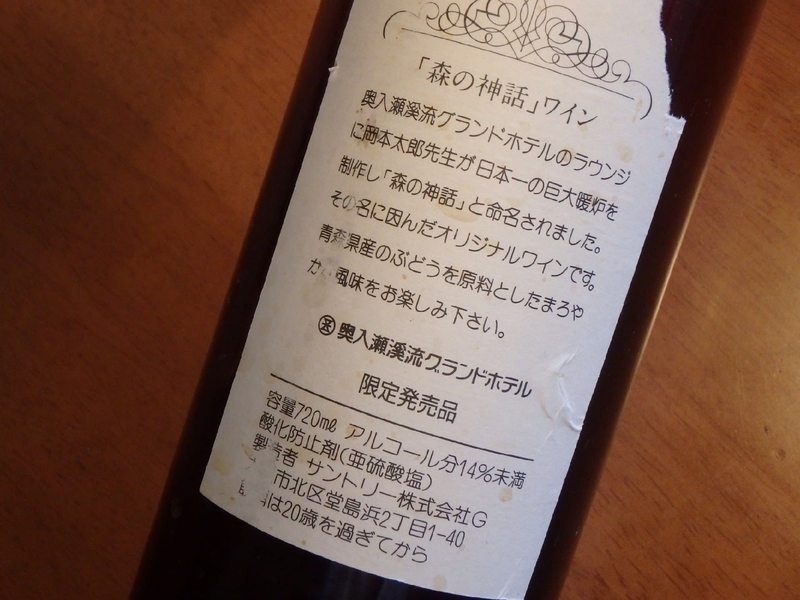 「森の神話」ワイン
奥入瀬溪流グランドホテルのラウンジ
に岡本太郎先生が日本一の巨大暖炉を
制作し「森の神話」と命名されました。
その名に因んだオリジナルワインです。
青森県産のぶどうを原料としたまろや
か 風味をお楽しみ下さい。
奥入瀬溪流グランドホテル
限定発売品
容量720ml アルコール分14%未満
酸化防止剤(亜硫酸塩)
製造者 サントリー株式会社G
市北区堂島浜2丁目1-40
は20歳を過ぎてから